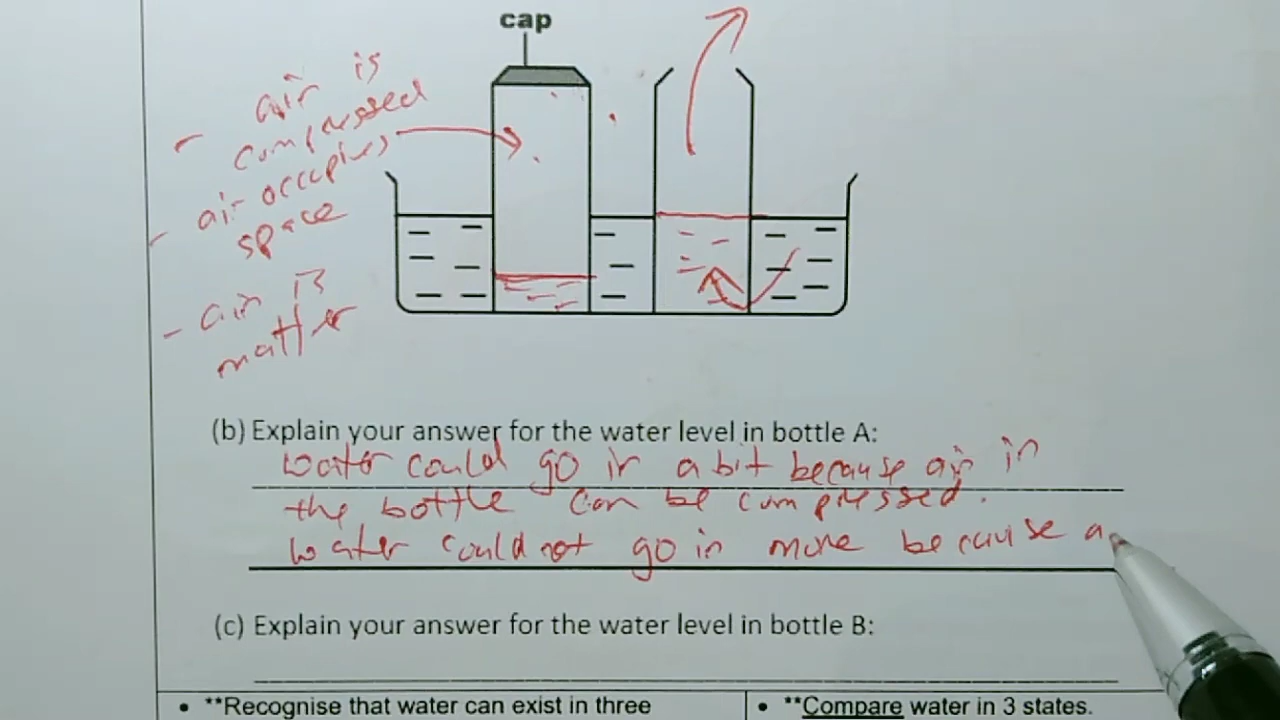 cap
- air is
compressed
- air occupies
space
- air is
matter
(b) Explain your answer for the water level in bottle A:
water could go in a bit because air in
the bottle can be compressed.
water could not go in more because a
(c) Explain your answer for the water level in bottle B:
• **Recognise that water can exist in three
• **Compare water in 3 states.